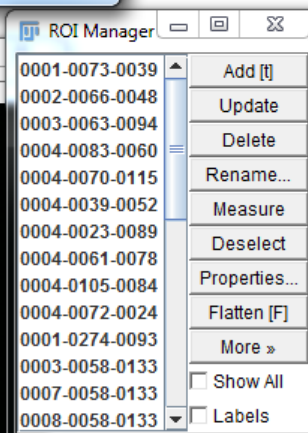 ROI Manager
0001-0073-0039
0002-0066-0048
0003-0063-0094
0004-0083-0060
0004-0070-0115
0004-0039-0052
0004-0023-0089
0004-0061-0078
0004-0105-0084
0004-0072-0024
0001-0274-0093
0003-0058-0133
0007-0058-0133
0008-0058-0133
Add [t]
Update
Delete
Rename...
Measure
Deselect
Properties...
Flatten [F]
More »
Show All
Labels